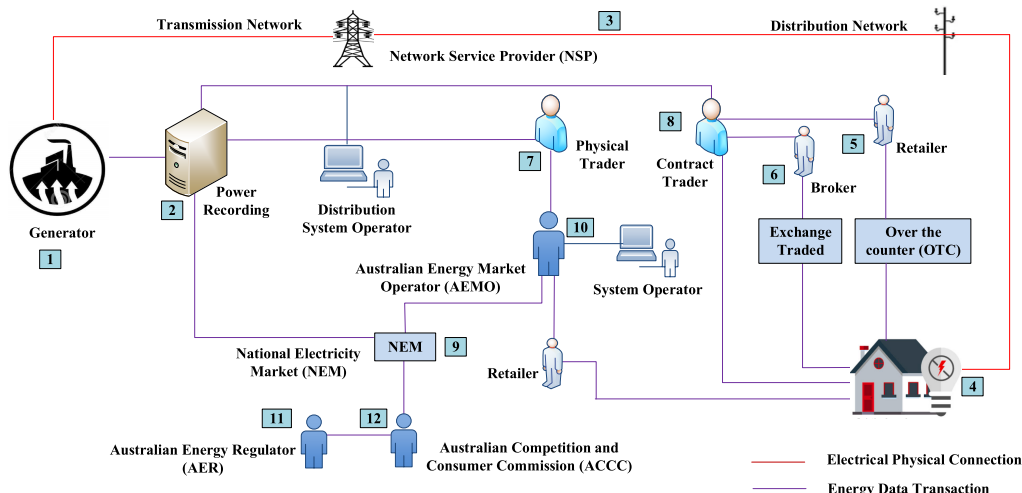 Transmission Network
3
Distribution Network
Network Service Provider (NSP)
8
5
Retailer
7
Physical
Trader
Contract
Trader
6
Broker
2
Power
Recording
Distribution
System Operator
Generator
1
10
Exchange
Traded
Over the
counter (OTC)
Australian Energy Market
Operator (AEMO)
System Operator
NEM
9
National Electricity
Market (NEM)
Retailer
4
11
12
Australian Energy Regulator
(AER)
Australian Competition and
Consumer Commission (ACCC)
Electrical Physical Connection
Energy Data Transaction